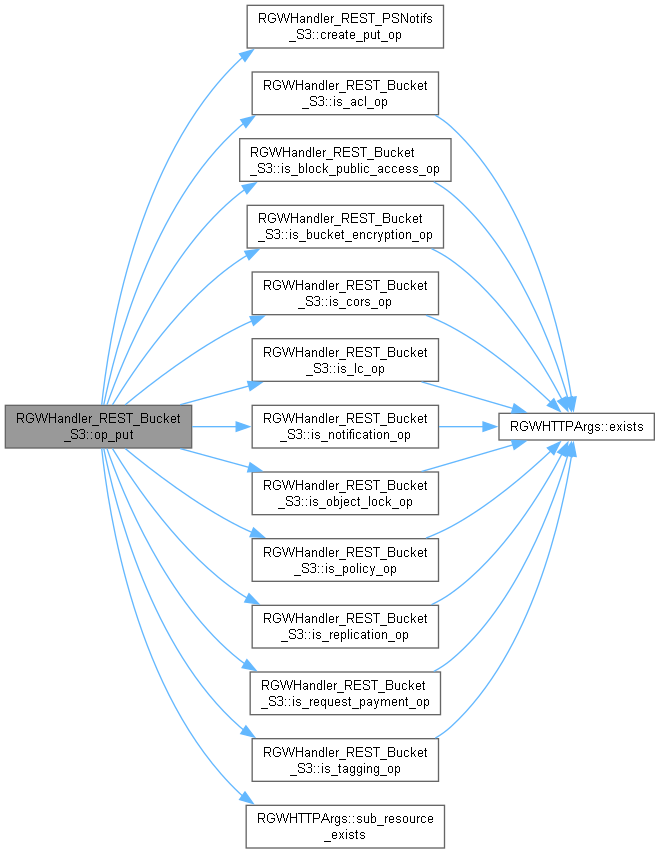 RGWHandler_REST_PSNotifs
_S3::create_put_op
RGWHandler_REST_Bucket
_S3::is_acl_op
RGWHandler_REST_Bucket
_S3::is_block_public_access_op
RGWHandler_REST_Bucket
_S3::is_bucket_encryption_op
RGWHandler_REST_Bucket
_S3::is_cors_op
RGWHandler_REST_Bucket
_S3::is_lc_op
RGWHandler_REST_Bucket
_S3::op_put
RGWHandler_REST_Bucket
_S3::is_notification_op
RGWHTTPArgs::exists
RGWHandler_REST_Bucket
_S3::is_object_lock_op
RGWHandler_REST_Bucket
_S3::is_policy_op
RGWHandler_REST_Bucket
_S3::is_replication_op
RGWHandler_REST_Bucket
_S3::is_request_payment_op
RGWHandler_REST_Bucket
_S3::is_tagging_op
RGWHTTPArgs::sub_resource
_exists